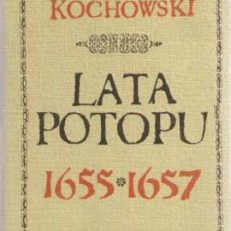 KOCHOWSKI
LATA
POTOPU
1655*1657